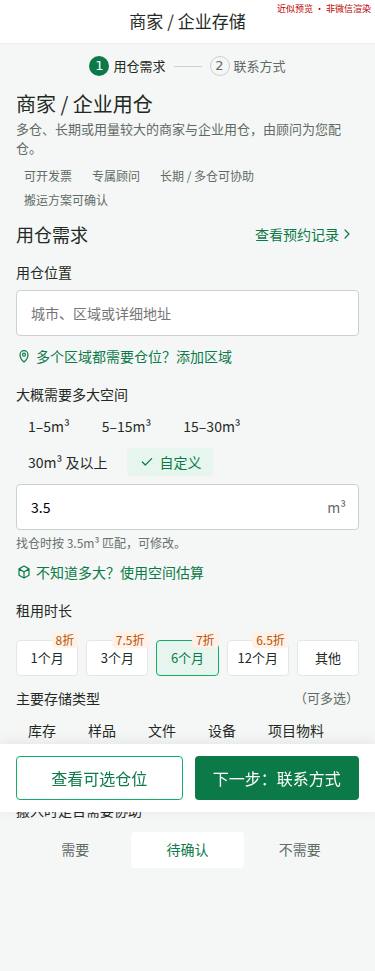 近似预览 · 非微信渲染
商家 / 企业存储
1 用仓需求 2 联系方式
商家 / 企业用仓
多仓、长期或用量较大的商家与企业用仓，由顾问为您配
仓。
可开发票 专属顾问 长期 / 多仓可协助
搬运方案可确认
用仓需求 查看预约记录
用仓位置
城市、区域或详细地址
多个区域都需要仓位？添加区域
大概需要多大空间
1–5m³ 5–15m³ 15–30m³
30m³ 及以上 自定义
3.5 m³
找仓时按 3.5m³ 匹配，可修改。
不知道多大？使用空间估算
租用时长
8折 7.5折 7折 6.5折
1个月 3个月 6个月 12个月 其他
主要存储类型 （可多选）
库存 样品 文件 设备 项目物料
查看可选仓位 下一步：联系方式
搬入时是否需要协助
需要 待确认 不需要